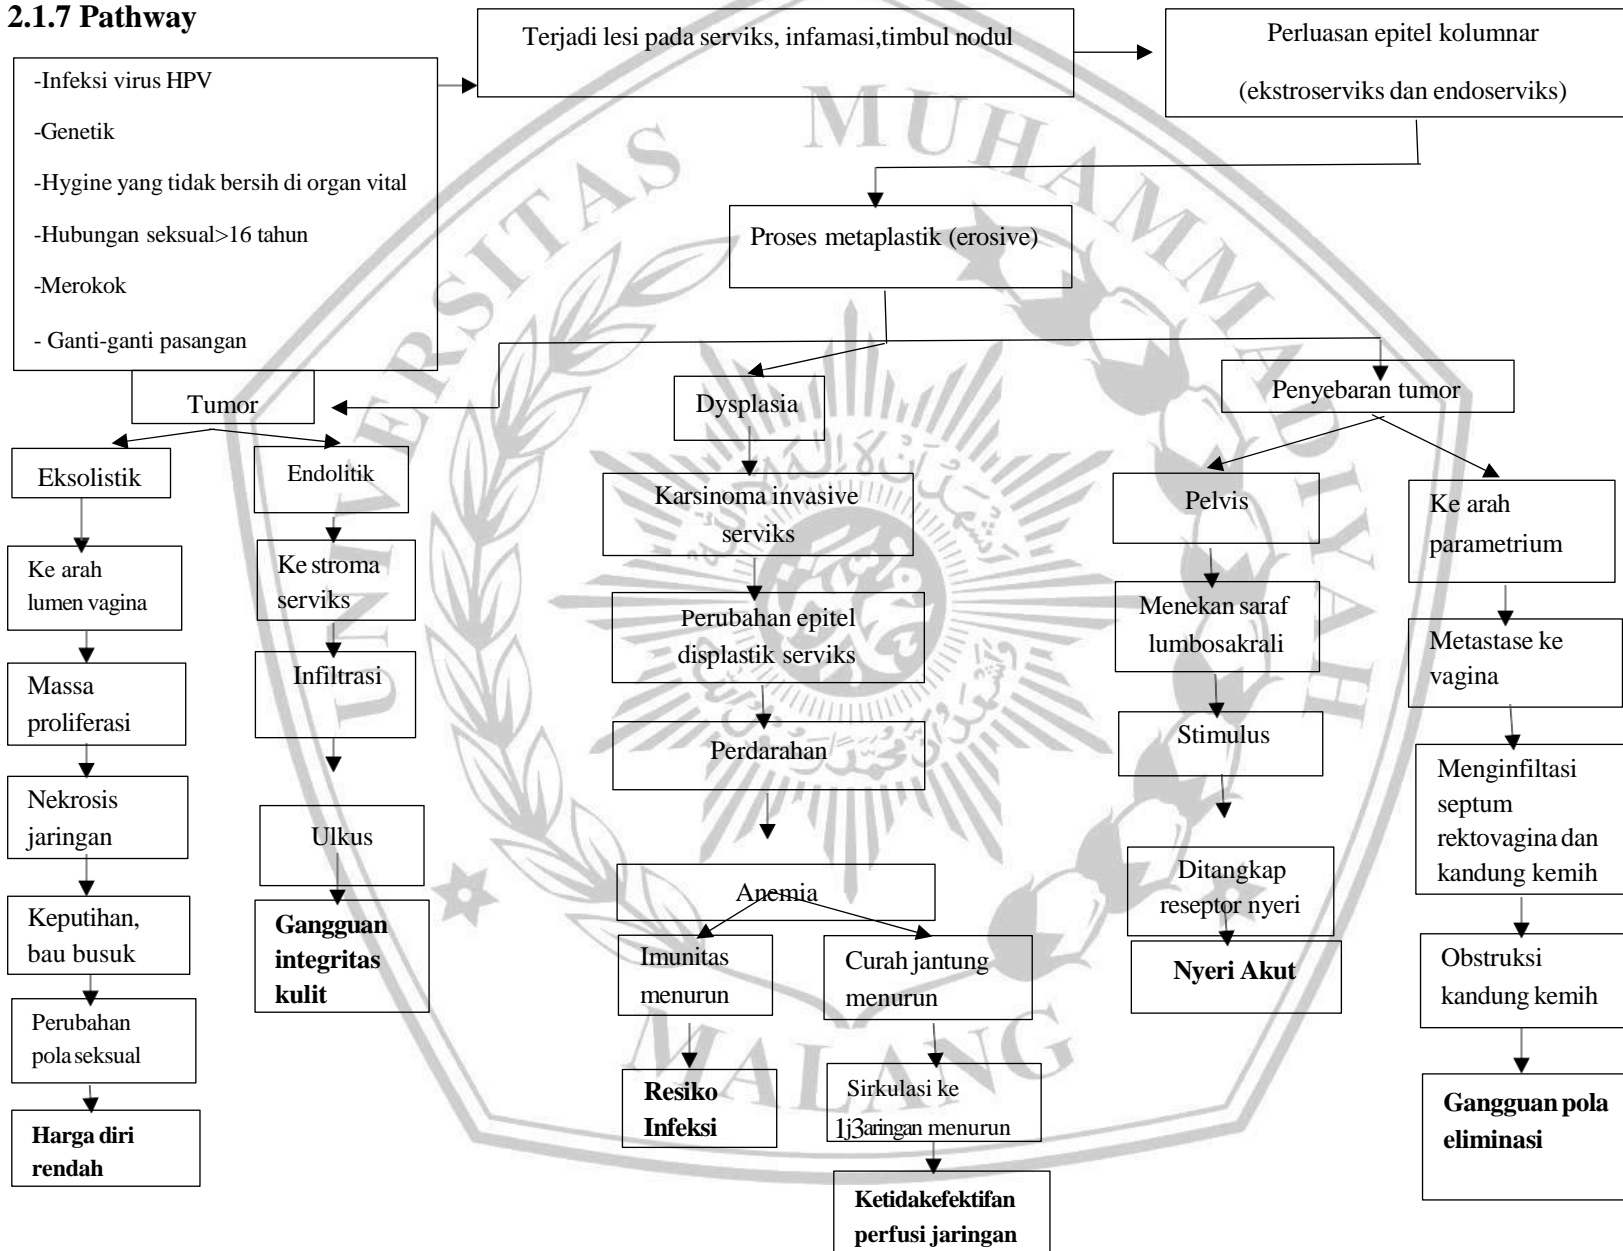 2.1.7 Pathway
Terjadi lesi pada serviks, infamasi,timbul nodul
Perluasan epitel kolumnar
(ekstroserviks dan endoserviks)
-Infeksi virus HPV
-Genetik
-Hygine yang tidak bersih di organ vital
-Hubungan seksual>16 tahun
-Merokok
- Ganti-ganti pasangan
Proses metaplastik (erosive)
Tumor
Dysplasia
Penyebaran tumor
Eksolistik
Ke arah
lumen vagina
Massa
proliferasi
Nekrosis
jaringan
Keputihan,
bau busuk
Perubahan
pola seksual
Harga diri
rendah
Endolitik
Ke stroma
serviks
Infiltrasi
Ulkus
Gangguan
integritas
kulit
Karsinoma invasive
serviks
Perubahan epitel
displastik serviks
Perdarahan
Anemia
Imunitas
menurun
Resiko
Infeksi
Curah jantung
menurun
Sirkulasi ke
1j3aringan menurun
Ketidakefektifan
perfusi jaringan
Pelvis
Menekan saraf
lumbosakrali
Stimulus
Ditangkap
reseptor nyeri
Nyeri Akut
Ke arah
parametrium
Metastase ke
vagina
Menginfiltasi
septum
rektovagina dan
kandung kemih
Obstruksi
kandung kemih
Gangguan pola
eliminasi
UNIVERSITAS MUHAMMADIYAH
MALANG